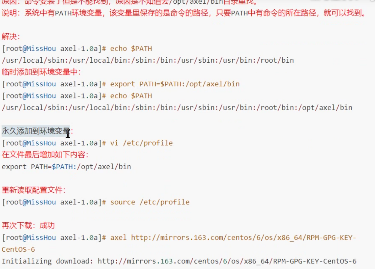 说明：系统中有PATH环境变量，该变量里保存的是命令的路径，只要PATH中有命令的所在路径，就可以找到。
解决：
[root@MissHou axel-1.0a]# echo $PATH
/usr/local/sbin:/usr/local/bin:/sbin:/bin:/usr/sbin:/usr/bin:/root/bin
临时添加到环境变量中：
[root@MissHou axel-1.0a]# export PATH=$PATH:/opt/axel/bin
[root@MissHou axel-1.0a]# echo $PATH
/usr/local/sbin:/usr/local/bin:/sbin:/bin:/usr/sbin:/usr/bin:/root/bin:/opt/axel/bin
永久添加到环境变量：
[root@MissHou axel-1.0a]# vi /etc/profile
在文件最后增加如下内容：
export PATH=$PATH:/opt/axel/bin
重新读取配置文件：
[root@MissHou axel-1.0a]# source /etc/profile
再次下载：成功
[root@MissHou axel-1.0a]# axel http://mirrors.163.com/centos/6/os/x86_64/RPM-GPG-KEY-
CentOS-6
Initializing download: http://mirrors.163.com/centos/6/os/x86_64/RPM-GPG-KEY-CentOS-6